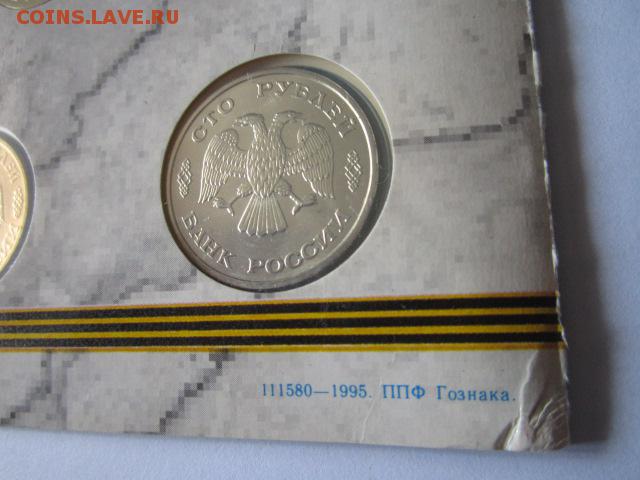 COINS.LAVE.RU
СТО РУБЛЕЙ
БАНК РОССИИ
111580—1995. ППФ Гознака.